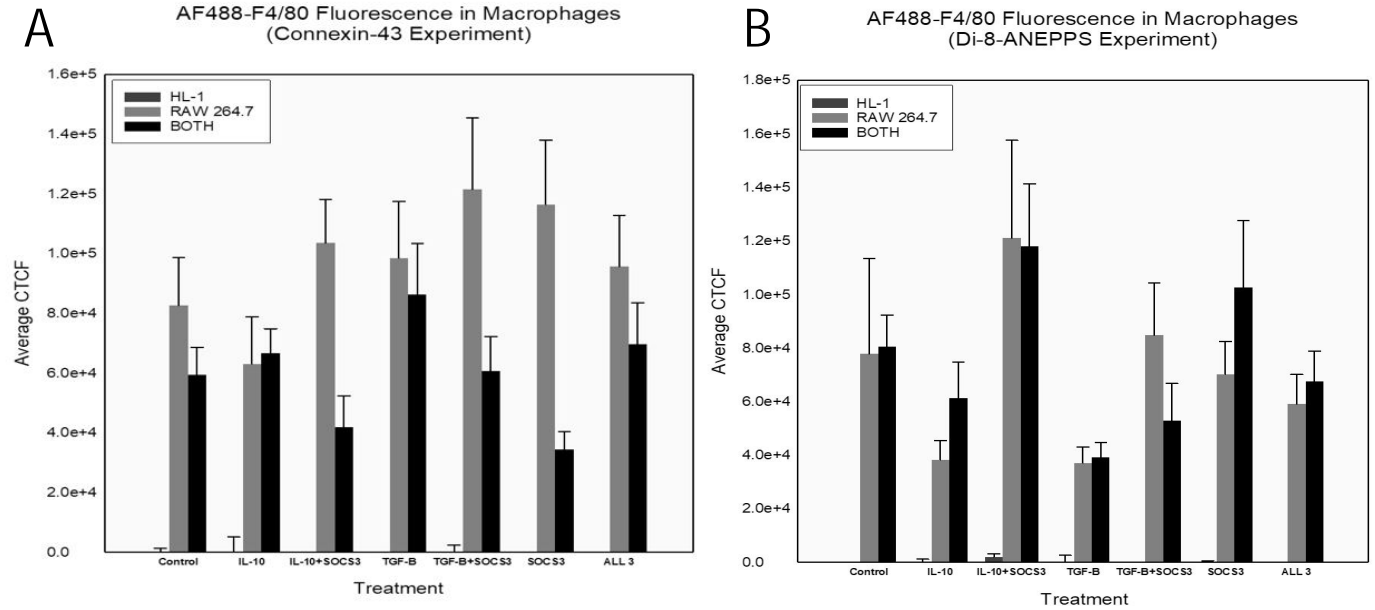 A
AF488-F4/80 Fluorescence in Macrophages
(Connexin-43 Experiment)
1.6e+5
1.4e+5
1.2e+5
1.0e+5
8.0e+4
6.0e+4
4.0e+4
2.0e+4
0.0
Average CTCF
HL-1
RAW 264.7
BOTH
Control IL-10 IL-10+SOCS3 TGF-B TGF-B+SOCS3 SOCS3 ALL 3
Treatment
B
AF488-F4/80 Fluorescence in Macrophages
(Di-8-ANEPPS Experiment)
1.8e+5
1.6e+5
1.4e+5
1.2e+5
1.0e+5
8.0e+4
6.0e+4
4.0e+4
2.0e+4
0.0
Average CTCF
HL-1
RAW 264.7
BOTH
Control IL-10 IL-10+SOCS3 TGF-B TGF-B+SOCS3 SOCS3 ALL 3
Treatment